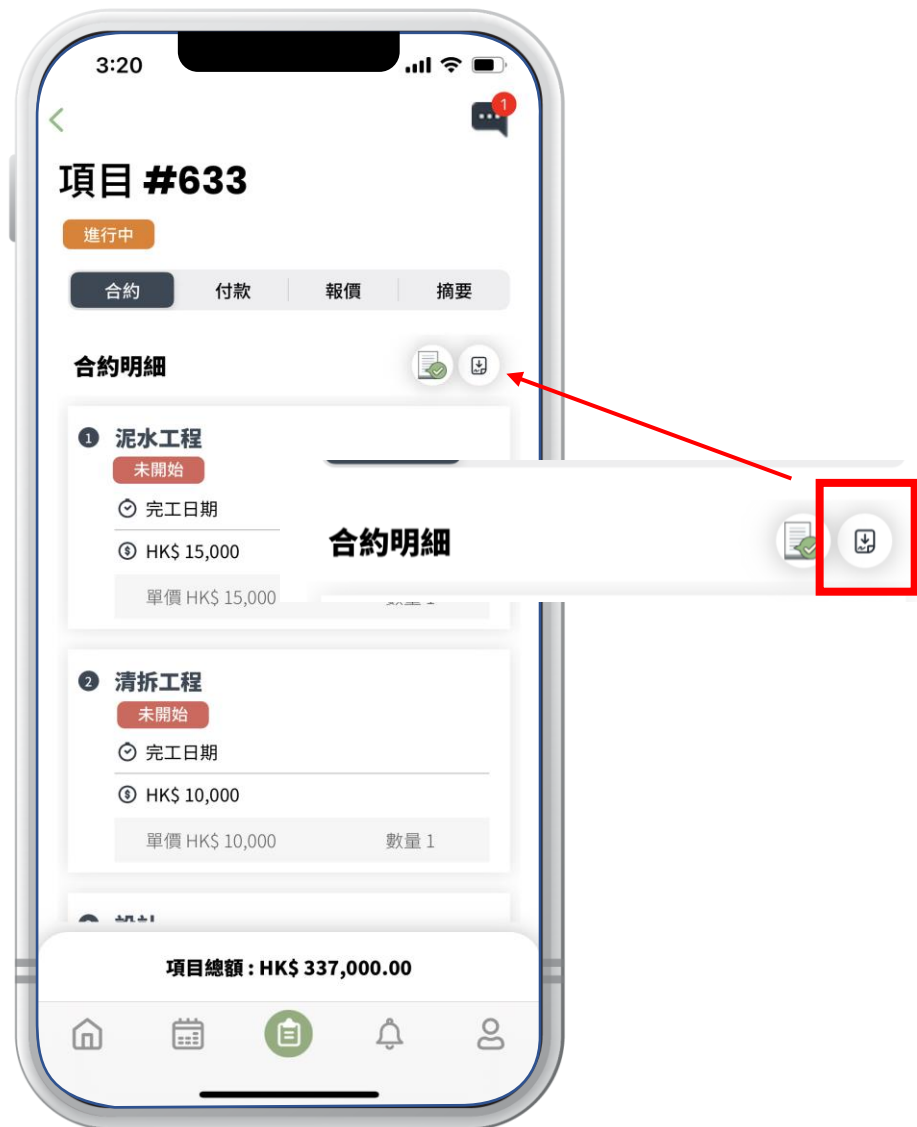 3:20
1
項目 #633
進行中
合約 付款 報價 摘要
合約明細
1 泥水工程
未開始
完工日期
HK$ 15,000
單價 HK$ 15,000
合約明細
2 清拆工程
未開始
完工日期
HK$ 10,000
單價 HK$ 10,000 數量 1
項目總額 : HK$ 337,000.00